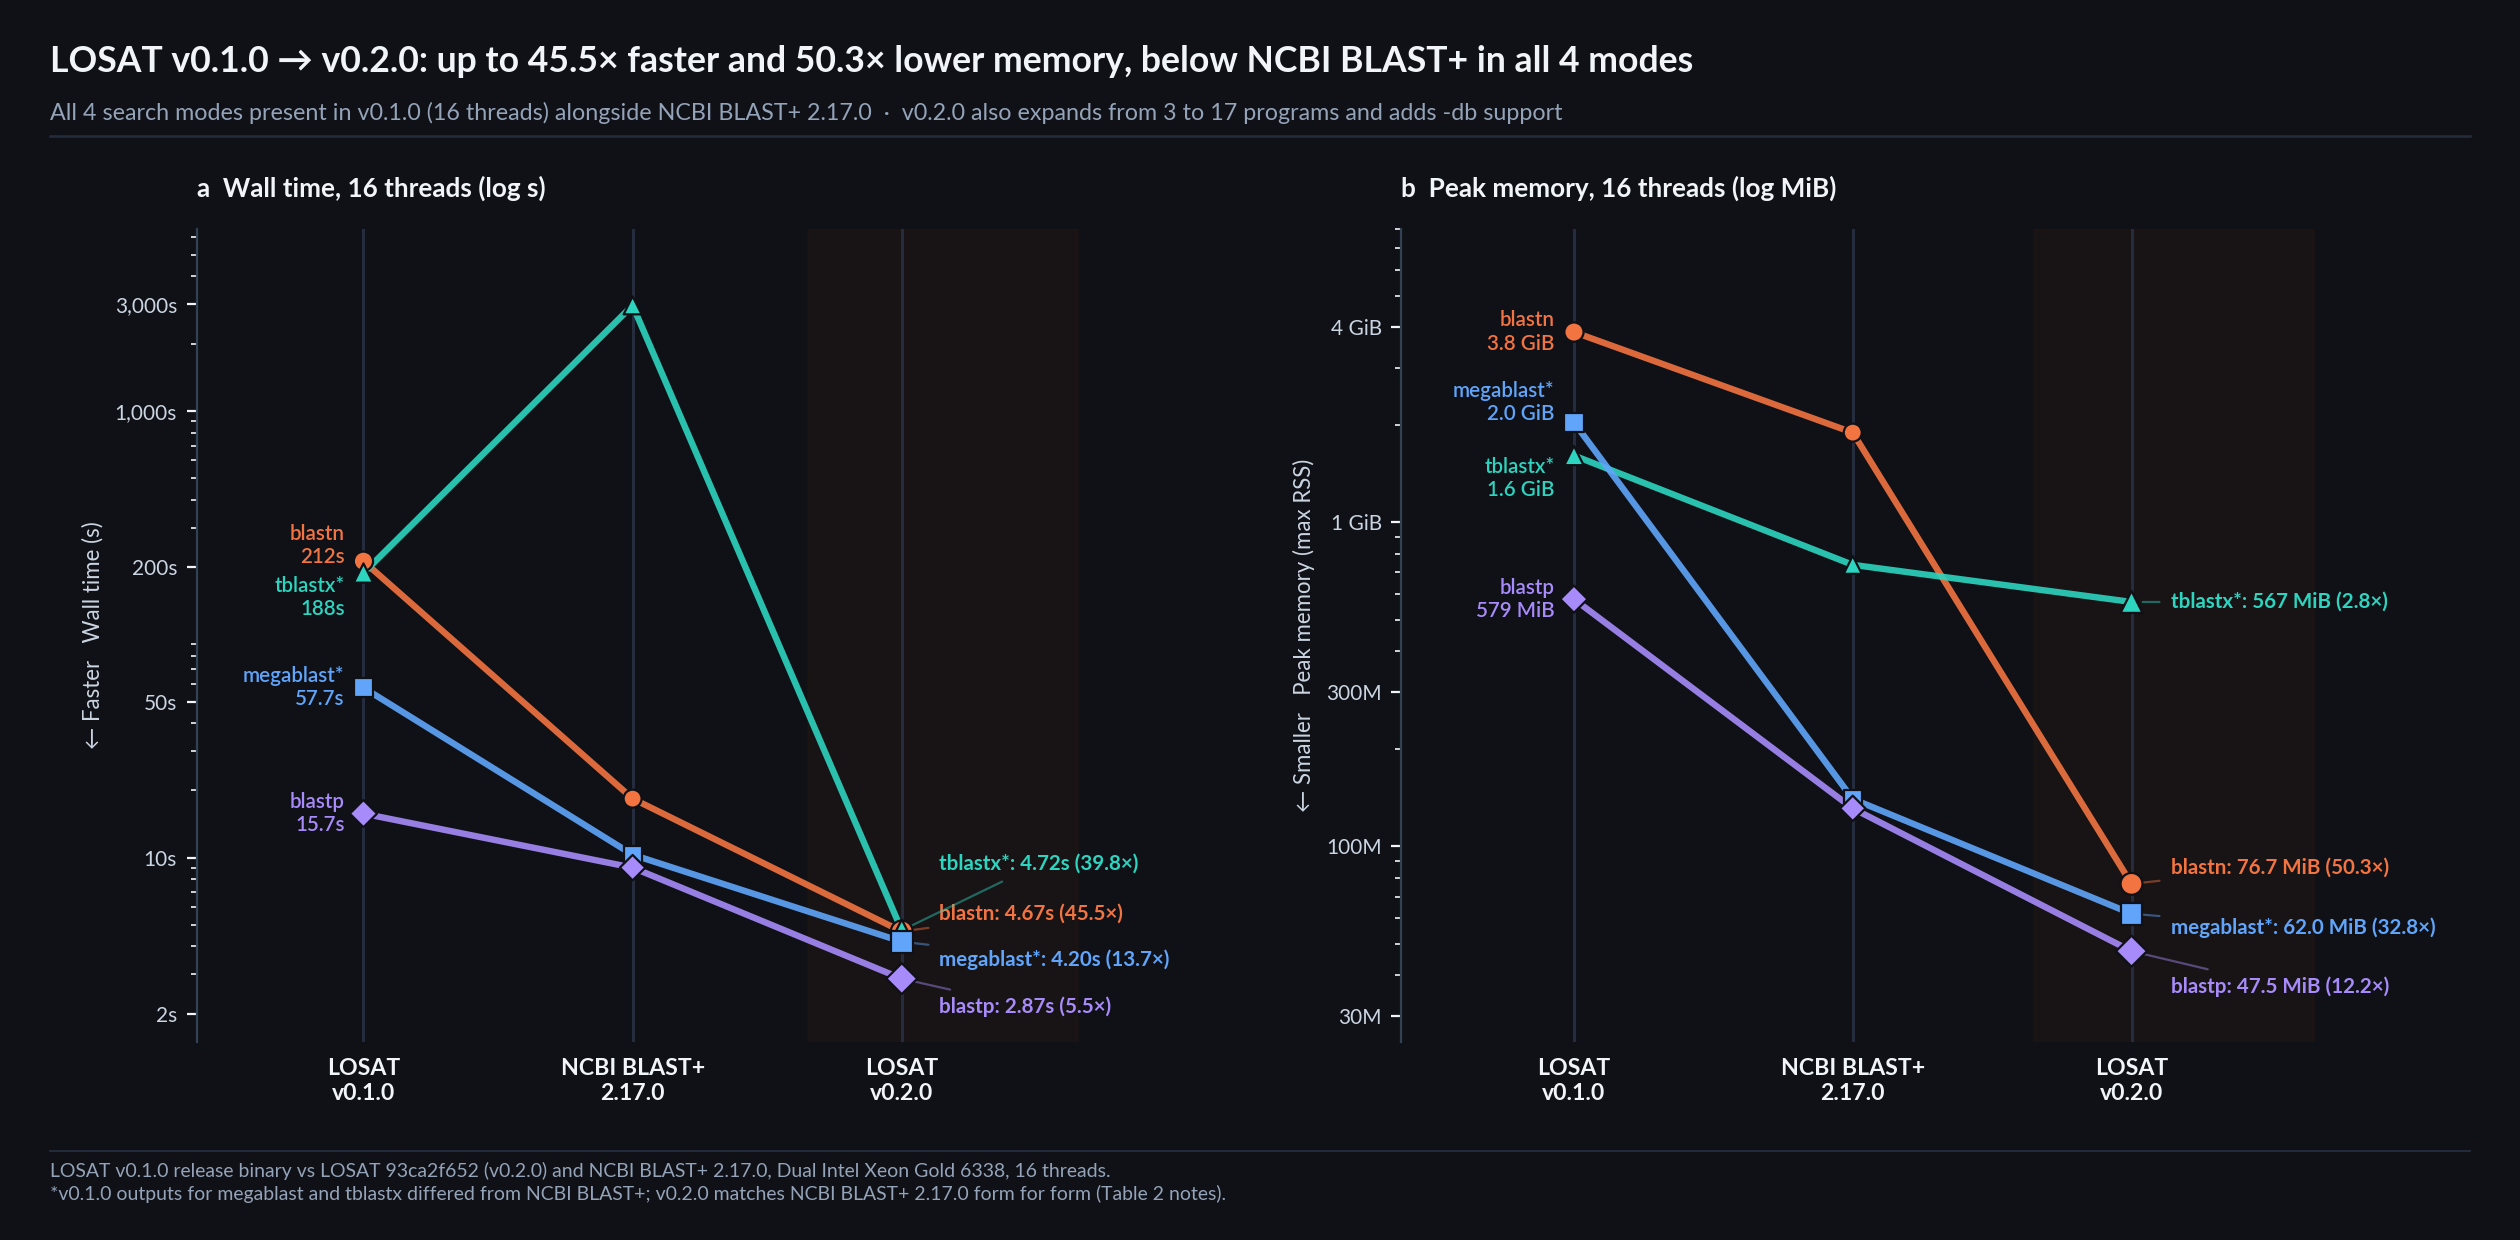 LOSAT v0.1.0 → v0.2.0: up to 45.5× faster and 50.3× lower memory, below NCBI BLAST+ in all 4 modes
All 4 search modes present in v0.1.0 (16 threads) alongside NCBI BLAST+ 2.17.0 · v0.2.0 also expands from 3 to 17 programs and adds -db support
a Wall time, 16 threads (log s)
← Faster Wall time (s)
3,000s
1,000s
200s
50s
10s
2s
blastn
212s
tblastx*
188s
megablast*
57.7s
blastp
15.7s
tblastx*: 4.72s (39.8×)
blastn: 4.67s (45.5×)
megablast*: 4.20s (13.7×)
blastp: 2.87s (5.5×)
LOSAT
v0.1.0
NCBI BLAST+
2.17.0
LOSAT
v0.2.0
b Peak memory, 16 threads (log MiB)
← Smaller Peak memory (max RSS)
4 GiB
1 GiB
300M
100M
30M
blastn
3.8 GiB
megablast*
2.0 GiB
tblastx*
1.6 GiB
blastp
579 MiB
tblastx*: 567 MiB (2.8×)
blastn: 76.7 MiB (50.3×)
megablast*: 62.0 MiB (32.8×)
blastp: 47.5 MiB (12.2×)
LOSAT
v0.1.0
NCBI BLAST+
2.17.0
LOSAT
v0.2.0
LOSAT v0.1.0 release binary vs LOSAT 93ca2f652 (v0.2.0) and NCBI BLAST+ 2.17.0, Dual Intel Xeon Gold 6338, 16 threads.
*v0.1.0 outputs for megablast and tblastx differed from NCBI BLAST+; v0.2.0 matches NCBI BLAST+ 2.17.0 form for form (Table 2 notes).